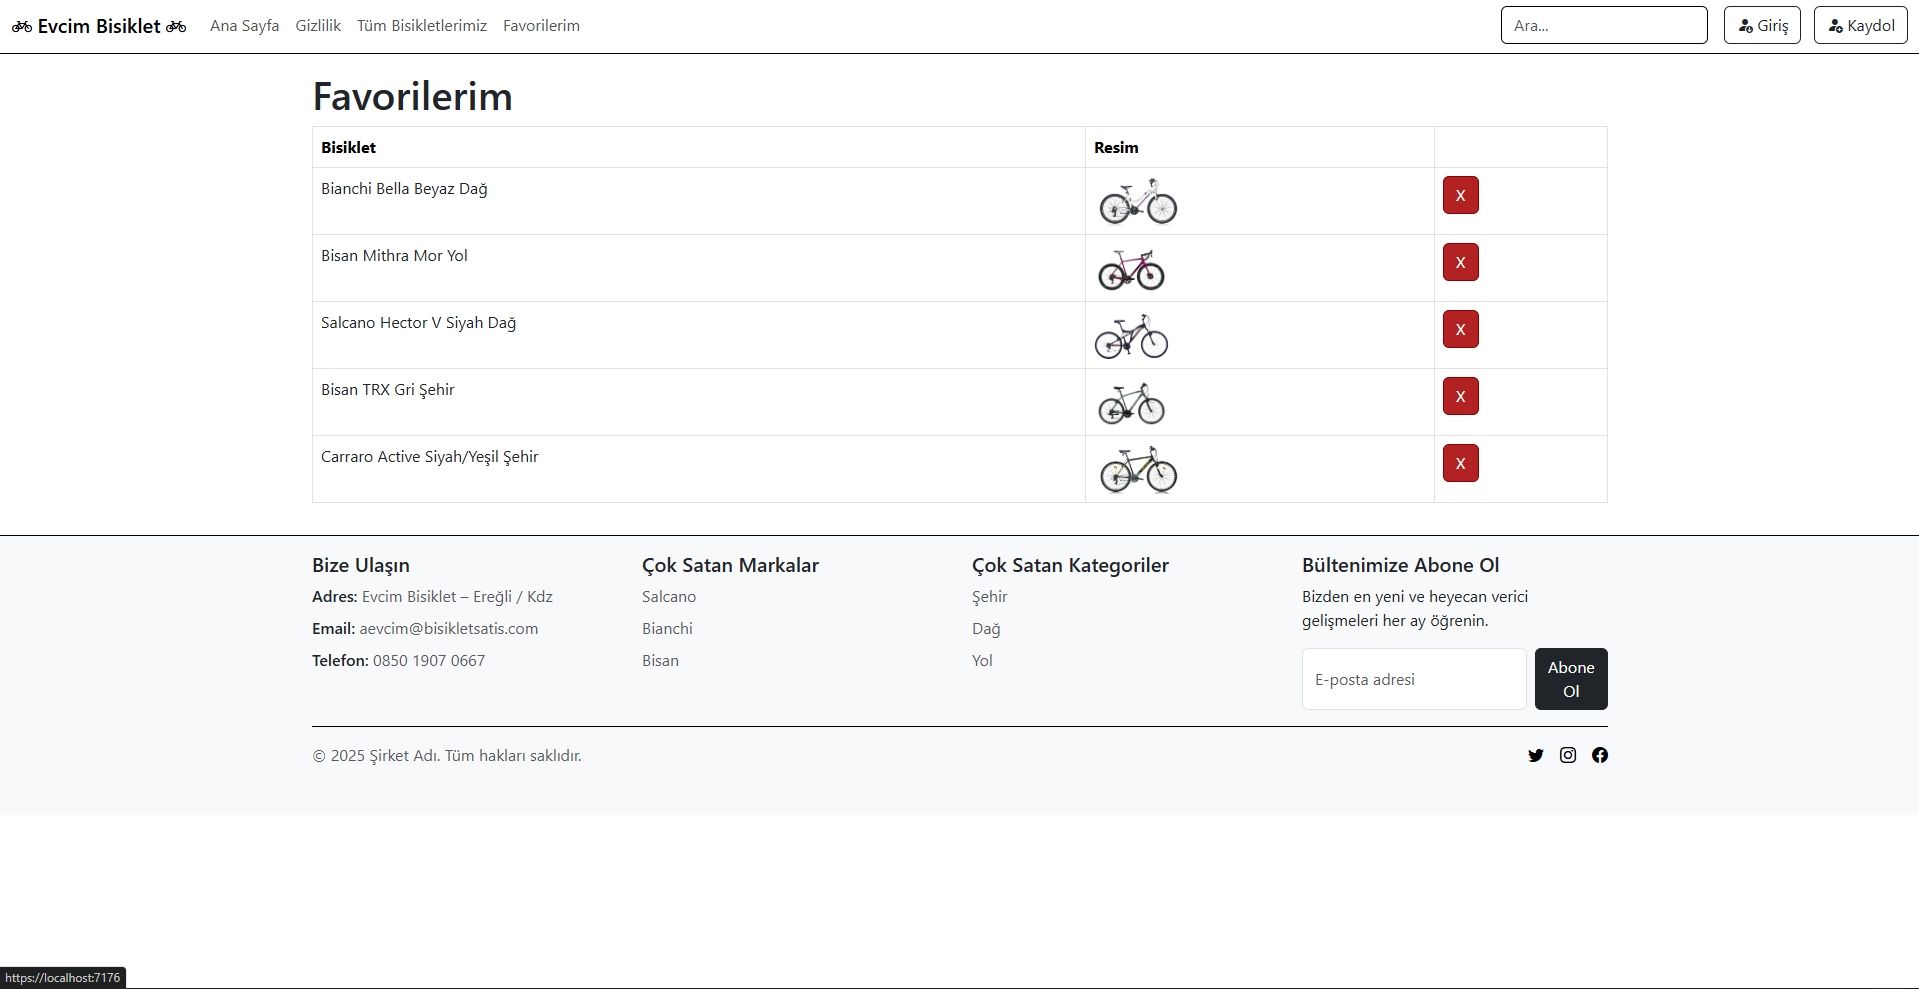 Evcim Bisiklet
Ana Sayfa
Gizlilik
Tüm Bisikletlerimiz
Favorilerim
Ara...
Giriş
Kaydol
Favorilerim
Bisiklet
Resim
Bianchi Bella Beyaz Dağ
X
Bisan Mithra Mor Yol
X
Salcano Hector V Siyah Dağ
X
Bisan TRX Gri Şehir
X
Carraro Active Siyah/Yeşil Şehir
X
Bize Ulaşın
Adres: Evcim Bisiklet – Ereğli / Kdz
Email: aevcim@bisikletsatis.com
Telefon: 0850 1907 0667
Çok Satan Markalar
Salcano
Bianchi
Bisan
Çok Satan Kategoriler
Şehir
Dağ
Yol
Bültenimize Abone Ol
Bizden en yeni ve heyecan verici
gelişmeleri her ay öğrenin.
E-posta adresi
Abone
Ol
© 2025 Şirket Adı. Tüm hakları saklıdır.
https://localhost:7176